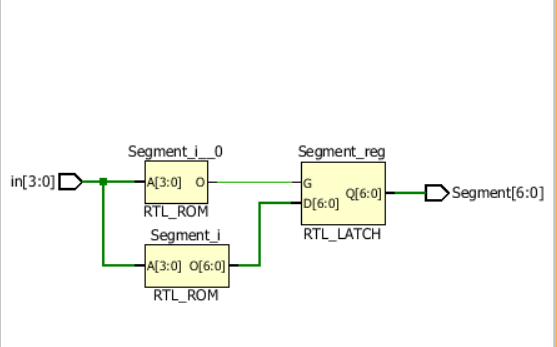 Segment_i__0
Segment_reg
in[3:0]
A[3:0]
O
G
Q[6:0]
Segment[6:0]
D[6:0]
RTL_ROM
RTL_LATCH
Segment_i
A[3:0]
O[6:0]
RTL_ROM